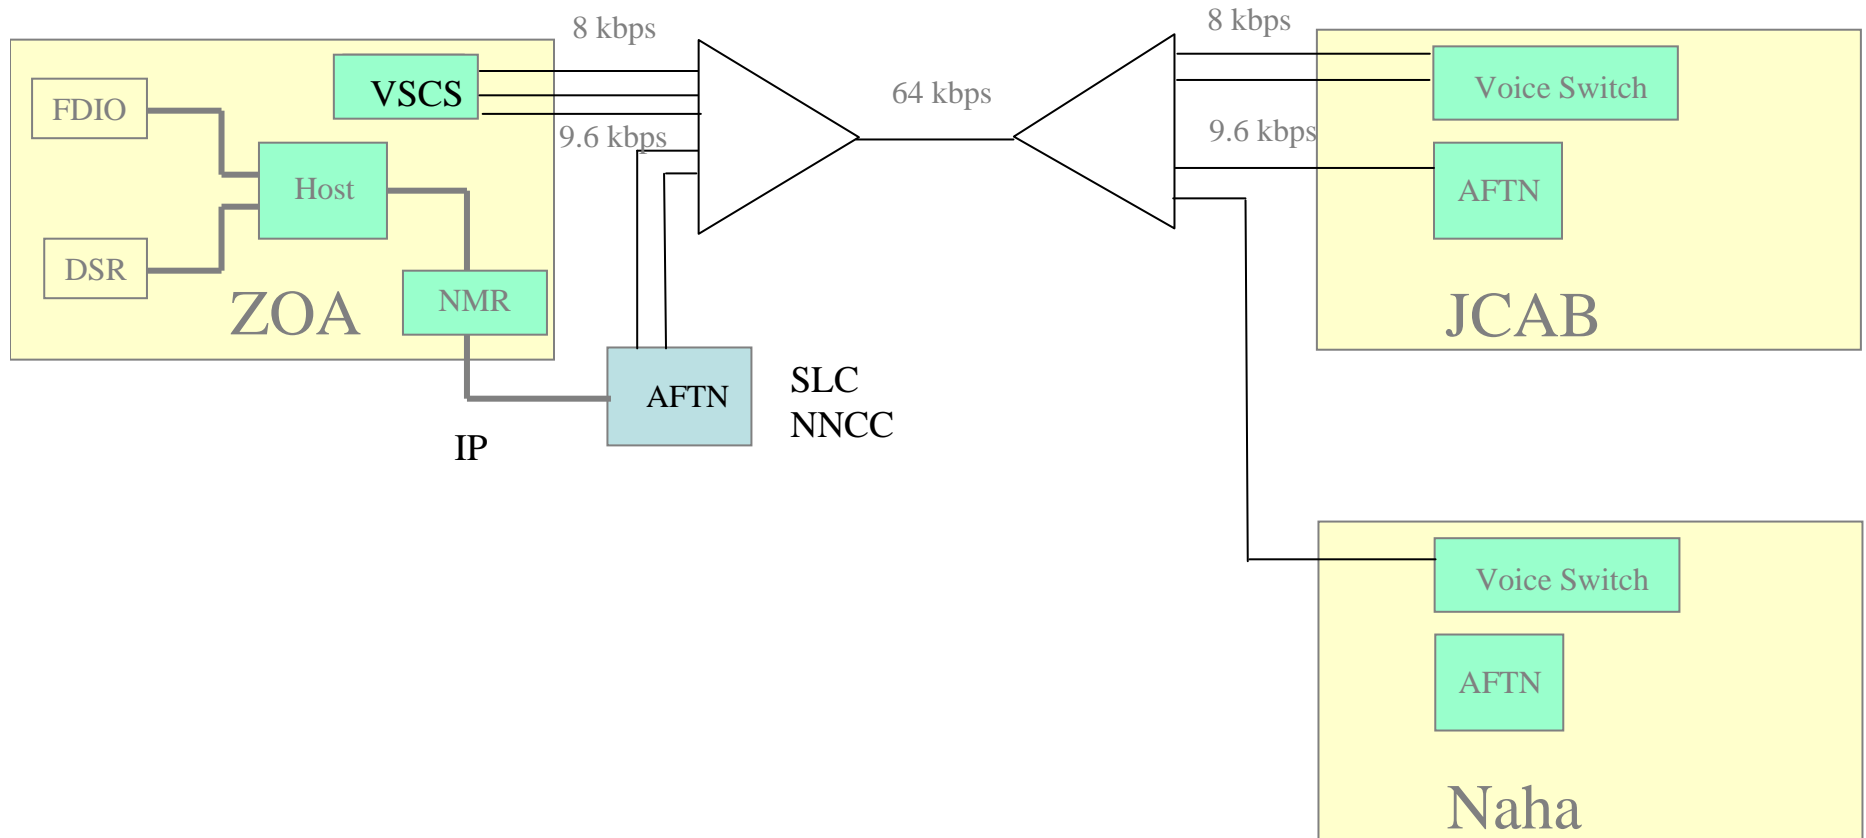 8 kbps
8 kbps
VSCS
Voice Switch
FDIO
64 kbps
9.6 kbps
9.6 kbps
Host
AFTN
DSR
NMR
ZOA
JCAB
AFTN
SLC
NNCC
IP
Voice Switch
AFTN
Naha